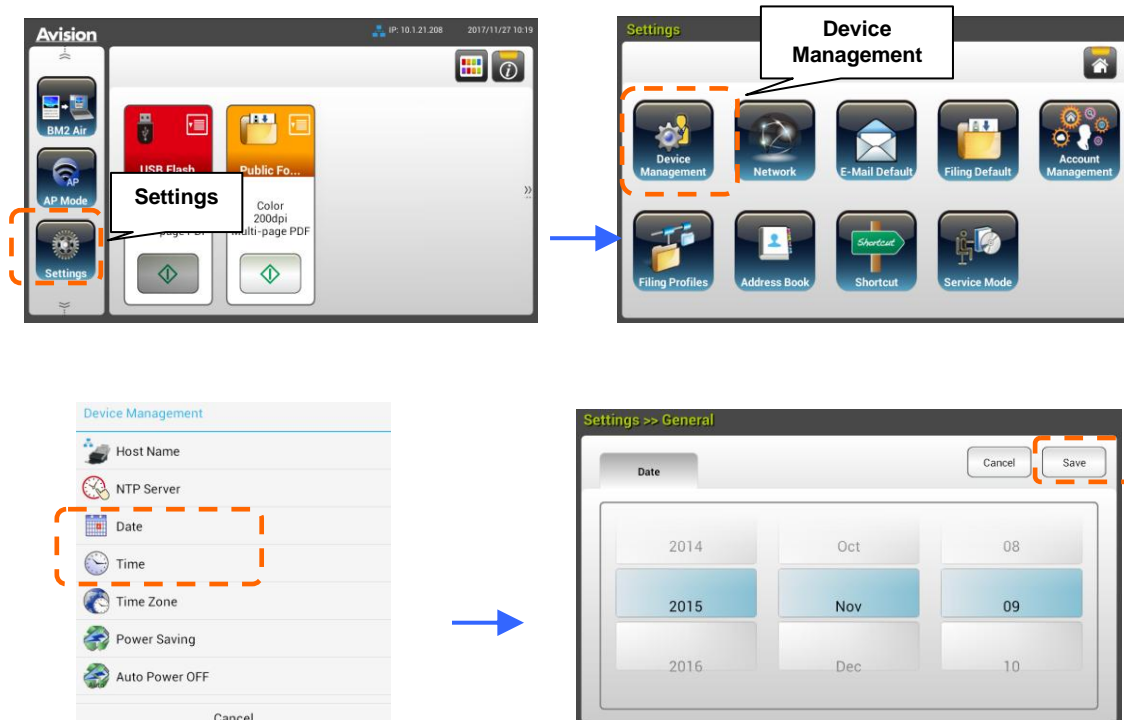 Avision
IP: 10.1.21.208 2017/11/27 10:19
BM2 Air
AP Mode
Settings
USB Flash
Public Fo...
Settings
Color
200dpi
page PDF
Multi-page PDF
Settings
Device
Management
Device
Management
Network
E-Mail Default
Filing Default
Account
Management
Filing Profiles
Address Book
Shortcut
Shortcut
Service Mode
Device Management
Host Name
NTP Server
Date
Time
Time Zone
Power Saving
Auto Power OFF
Cancel
Settings >> General
Date
Cancel
Save
2014 Oct 08
2015 Nov 09
2016 Dec 10